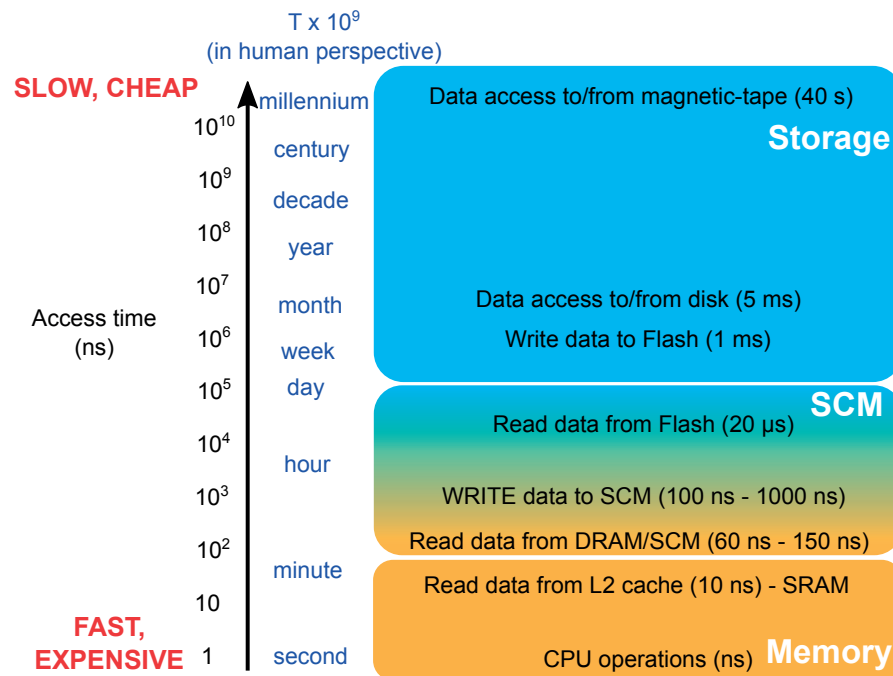 T x 10⁹
(in human perspective)
SLOW, CHEAP
millennium
Data access to/from magnetic-tape (40 s)
10¹⁰
Storage
century
10⁹
decade
10⁸
year
10⁷
month
Data access to/from disk (5 ms)
Access time
(ns)
10⁶
week
Write data to Flash (1 ms)
10⁵
day
SCM
Read data from Flash (20 µs)
10⁴
hour
10³
WRITE data to SCM (100 ns - 1000 ns)
Read data from DRAM/SCM (60 ns - 150 ns)
10²
minute
Read data from L2 cache (10 ns) - SRAM
10
FAST,
EXPENSIVE
1
second
CPU operations (ns)
Memory